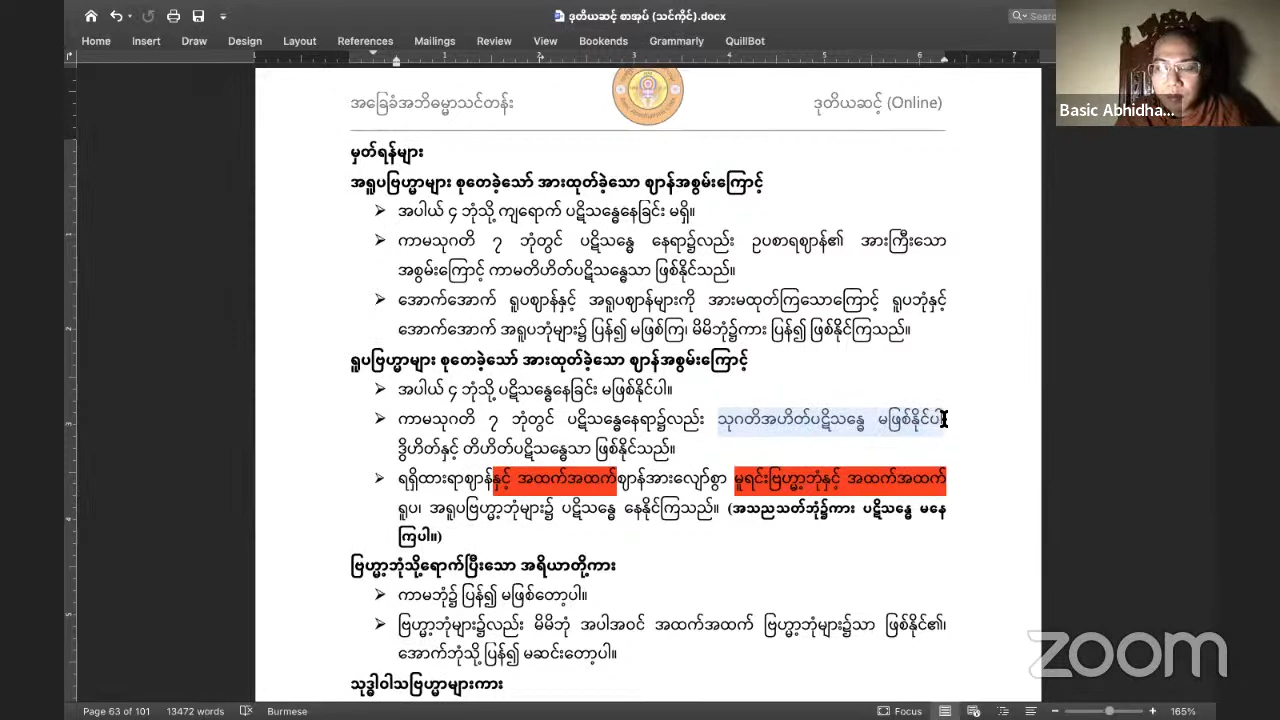 ဒုတိယဆင့် စာအုပ် (သင်ကိုင်).docx
Home Insert Draw Design Layout References Mailings Review View Bookends Grammarly QuillBot
Basic Abhidha...
အခြေခံအဘိဓမ္မာသင်တန်း
ဒုတိယဆင့် (Online)
မှတ်ရန်များ
အရူပဗြဟ္မာများ စုတေခဲ့သော် အားထုတ်ခဲ့သော ဈာန်အစွမ်းကြောင့်
➢ အပါယ် ၄ ဘုံသို့ ကျရောက် ပဋိသန္ဓေနေခြင်း မရှိ။
➢ ကာမသုဂတိ ၇ ဘုံတွင် ပဋိသန္ဓေ နေရာ၌လည်း ဥပစာရဈာန်၏ အားကြီးသော
အစွမ်းကြောင့် ကာမတိဟိတ်ပဋိသန္ဓေသာ ဖြစ်နိုင်သည်။
➢ အောက်အောက် ရူပဈာန်နှင့် အရူပဈာန်များကို အားမထုတ်ကြသောကြောင့် ရူပဘုံနှင့်
အောက်အောက် အရူပဘုံများ၌ ပြန်၍ မဖြစ်ကြ၊ မိမိဘုံ၌ကား ပြန်၍ ဖြစ်နိုင်ကြသည်။
ရူပဗြဟ္မာများ စုတေခဲ့သော် အားထုတ်ခဲ့သော ဈာန်အစွမ်းကြောင့်
➢ အပါယ် ၄ ဘုံသို့ ပဋိသန္ဓေနေခြင်း မဖြစ်နိုင်ပါ။
➢ ကာမသုဂတိ ၇ ဘုံတွင် ပဋိသန္ဓေနေရာ၌လည်း သုဂတိအဟိတ်ပဋိသန္ဓေ မဖြစ်နိုင်ပါ
ဒွိဟိတ်နှင့် တိဟိတ်ပဋိသန္ဓေသာ ဖြစ်နိုင်သည်။
➢ ရရှိထားရာဈာန်နှင့် အထက်အထက်ဈာန်အားလျော်စွာ မူရင်းဗြဟ္မာ့ဘုံနှင့် အထက်အထက်
ရူပ၊ အရူပဗြဟ္မာ့ဘုံများ၌ ပဋိသန္ဓေ နေနိုင်ကြသည်။ (အသညသတ်ဘုံ၌ကား ပဋိသန္ဓေ မနေ
ကြပါ။)
ဗြဟ္မာ့ဘုံသို့ရောက်ပြီးသော အရိယာတို့ကား
➢ ကာမဘုံ၌ ပြန်၍ မဖြစ်တော့ပါ။
➢ ဗြဟ္မာ့ဘုံများ၌လည်း မိမိဘုံ အပါအဝင် အထက်အထက် ဗြဟ္မာ့ဘုံများ၌သာ ဖြစ်နိုင်၏၊
အောက်ဘုံသို့ ပြန်၍ မဆင်းတော့ပါ။
သုဒ္ဓါဝါသဗြဟ္မာများကား
zoom
Page 63 of 101 13472 words Burmese Focus 165%